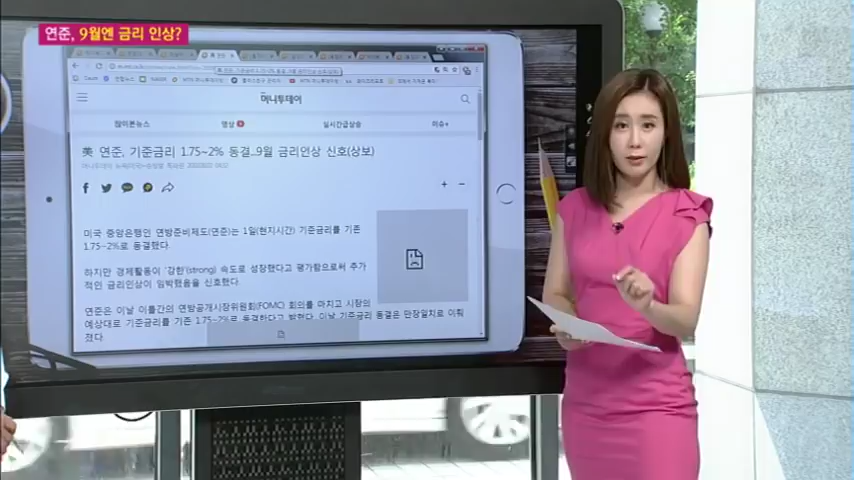 연준, 9월엔 금리 인상?
머니투데이
많이본뉴스 영상 실시간급상승 이슈+
美 연준, 기준금리 1.75~2% 동결...9월 금리인상 신호(상보)
미국 중앙은행인 연방준비제도(연준)는 1일(현지시간) 기준금리를 기존
1.75~2%로 동결했다.
하지만 경제활동이 '강한'(strong) 속도로 성장했다고 평가함으로써 추가
적인 금리인상이 임박했음을 신호했다.
연준은 이날 이틀간의 연방공개시장위원회(FOMC) 회의를 마치고 시장의
예상대로 기준금리를 기존 1.75~2%로 동결한다고 밝혔다. 이날 기준금리 동결은 만장일치로 이뤄
졌다.